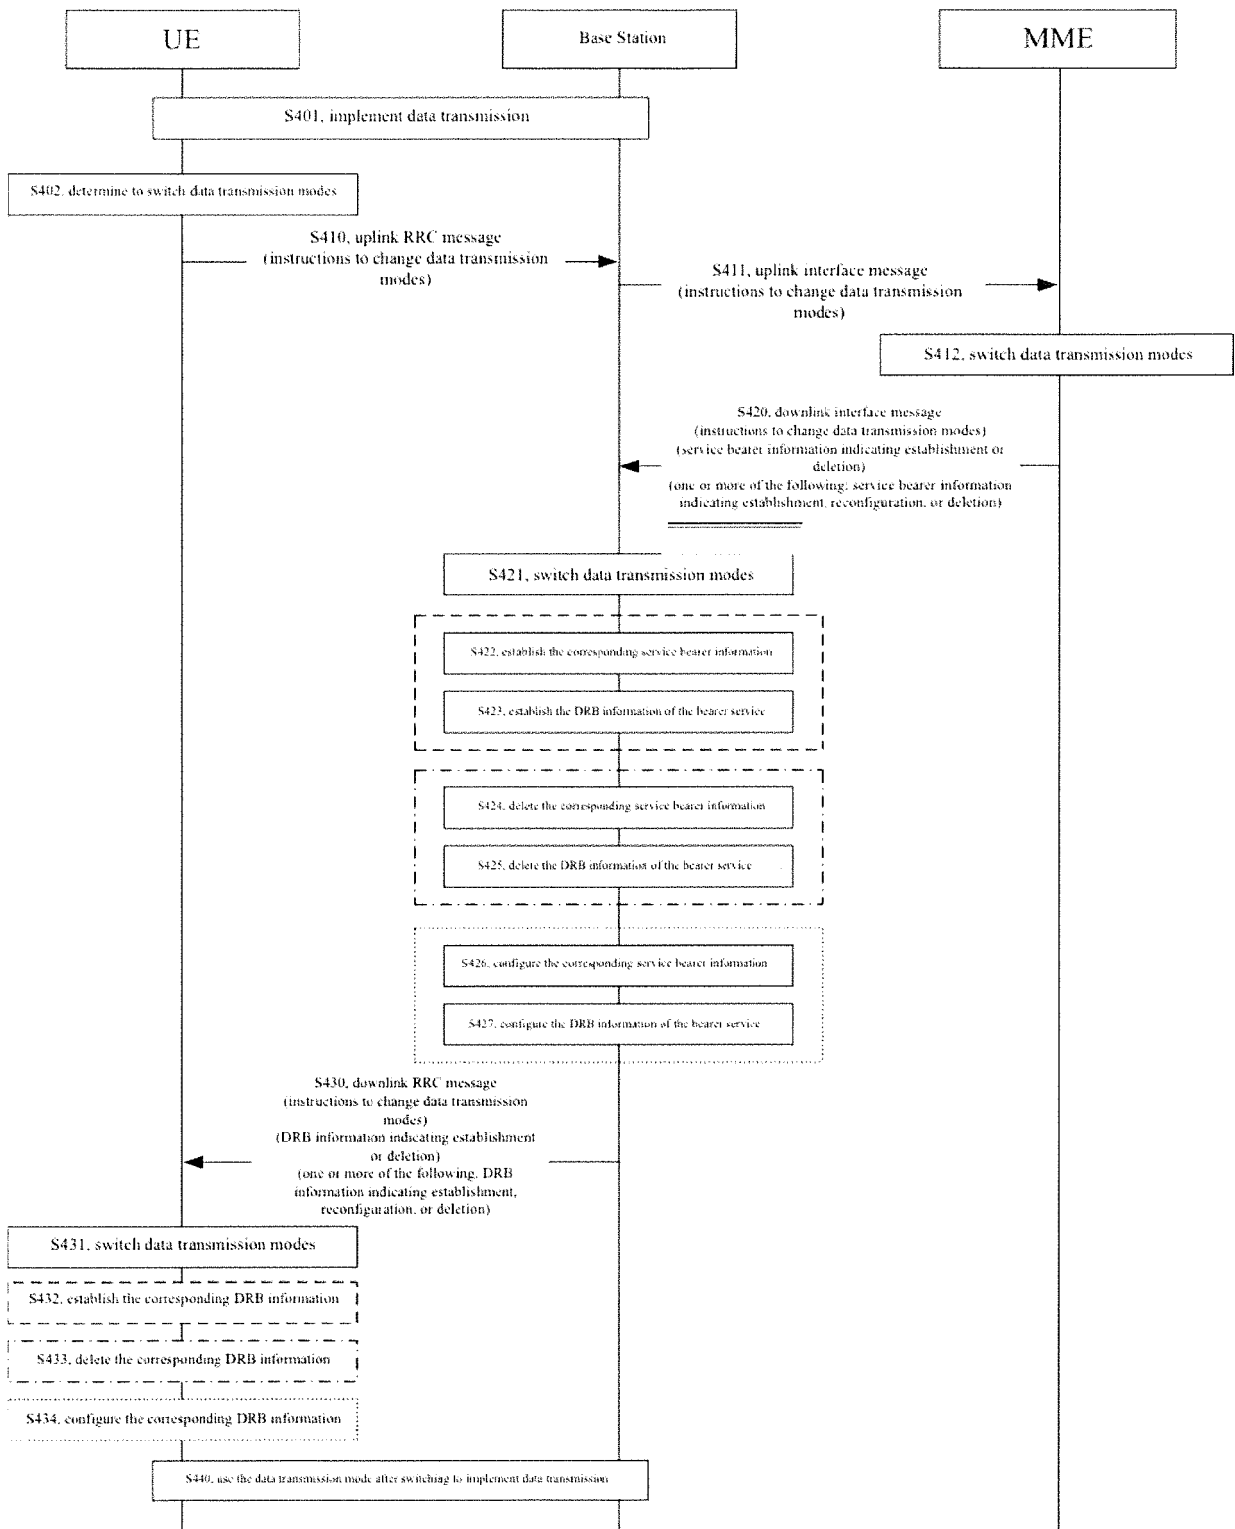 UE
Base Station
MME
S401, implement data transmission
S402, determine to switch data transmission modes
S410, uplink RRC message
(instructions to change data transmission
modes)
S411, uplink interface message
(instructions to change data transmission
modes)
S412, switch data transmission modes
S420, downlink interface message
(instructions to change data transmission modes)
(service bearer information indicating establishment or
deletion)
(one or more of the following: service bearer information
indicating establishment, reconfiguration, or deletion)
S421, switch data transmission modes
S422, establish the corresponding service bearer information
S423, establish the DRB information of the bearer service
S424, delete the corresponding service bearer information
S425, delete the DRB information of the bearer service
S426, configure the corresponding service bearer information
S427, configure the DRB information of the bearer service
S430, downlink RRC message
(instructions to change data transmission
modes)
(DRB information indicating establishment
or deletion)
(one or more of the following, DRB
information indicating establishment,
reconfiguration, or deletion)
S431, switch data transmission modes
S432, establish the corresponding DRB information
S433, delete the corresponding DRB information
S434, configure the corresponding DRB information
S440, use the data transmission mode after switching to implement data transmission